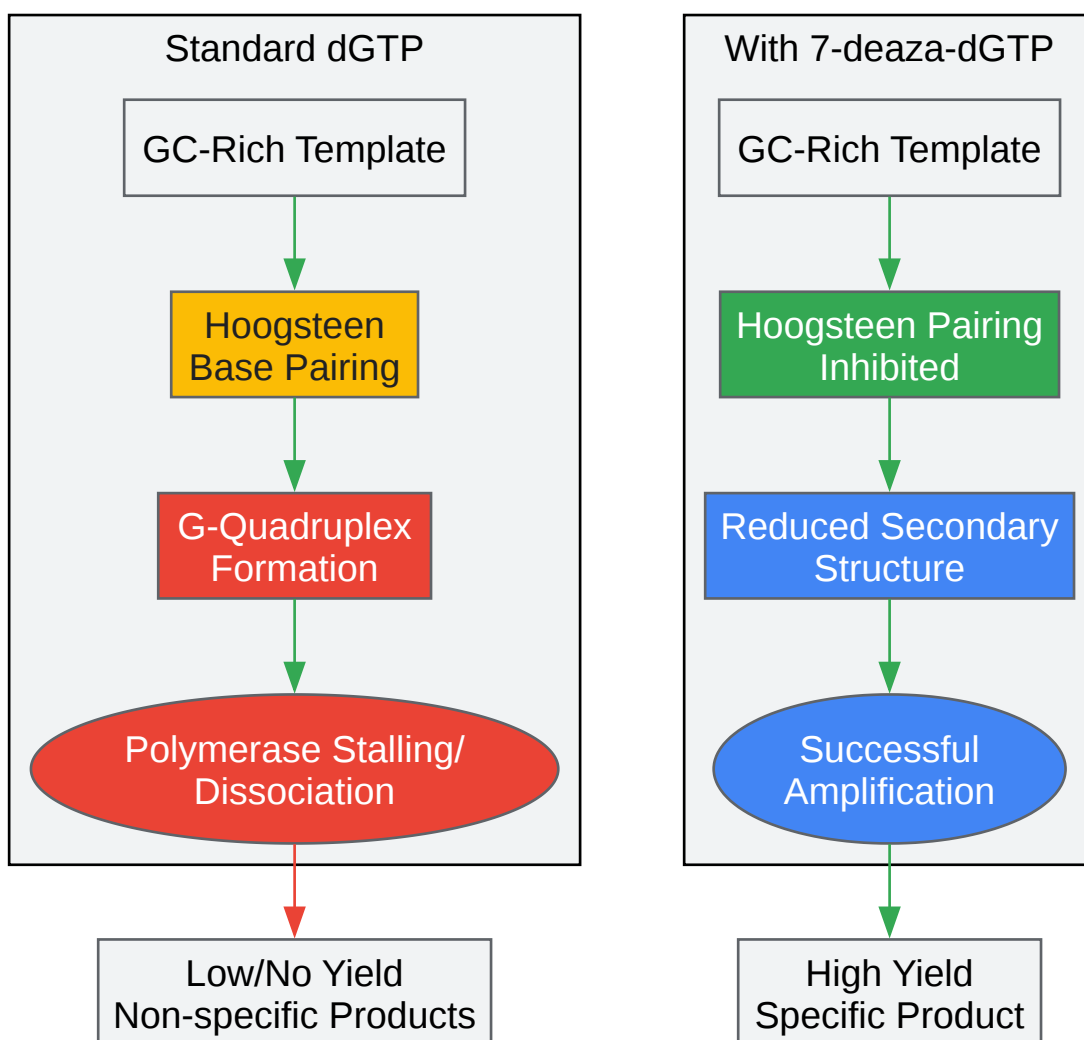 Standard dGTP
GC-Rich Template
Hoogsteen
Base Pairing
G-Quadruplex
Formation
Polymerase Stalling/
Dissociation
Low/No Yield
Non-specific Products
With 7-deaza-dGTP
GC-Rich Template
Hoogsteen Pairing
Inhibited
Reduced Secondary
Structure
Successful
Amplification
High Yield
Specific Product